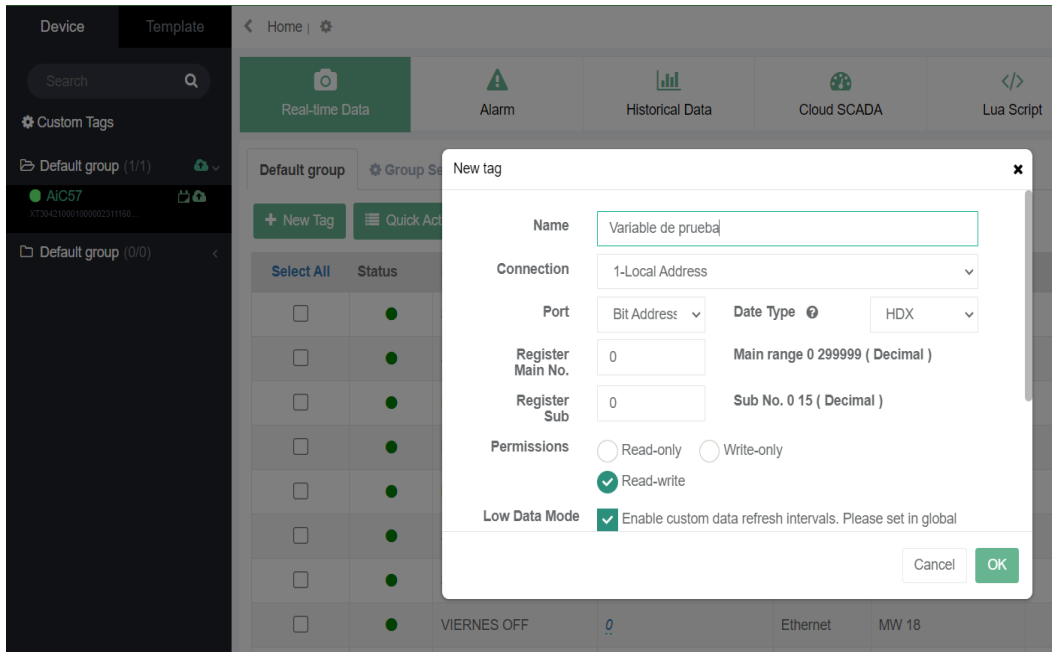 Device Template
Home |
Search
Custom Tags
Default group (1/1)
AiC57
Default group (0/0)
Real-time Data
Alarm
Historical Data
Cloud SCADA
Lua Script
Default group Group Se
+ New Tag Quick Act
Select All Status
New tag
Name Variable de prueba
Connection 1-Local Address
Port Bit Address Date Type HDX
Register Main No. 0 Main range 0 299999 ( Decimal )
Register Sub 0 Sub No. 0 15 ( Decimal )
Permissions Read-only Write-only
Read-write
Low Data Mode Enable custom data refresh intervals. Please set in global
Cancel OK
VIERNES OFF 0 Ethernet MW 18